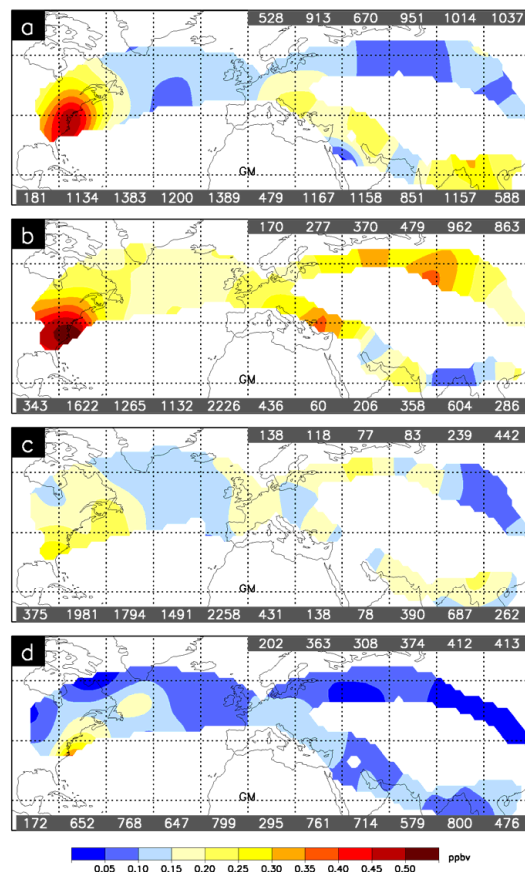 a
528 913 670 951 1014 1037
GM
181 1134 1383 1200 1389 479 1167 1158 851 1157 588
b
170 277 370 479 962 863
GM
343 1622 1265 1132 2226 436 60 206 358 604 286
c
138 118 77 83 239 442
GM
375 1981 1794 1491 2258 431 138 78 390 687 262
d
202 363 308 374 412 413
GM
172 652 768 647 799 295 761 714 579 800 476
ppbv
0.05 0.10 0.15 0.20 0.25 0.30 0.35 0.40 0.45 0.50